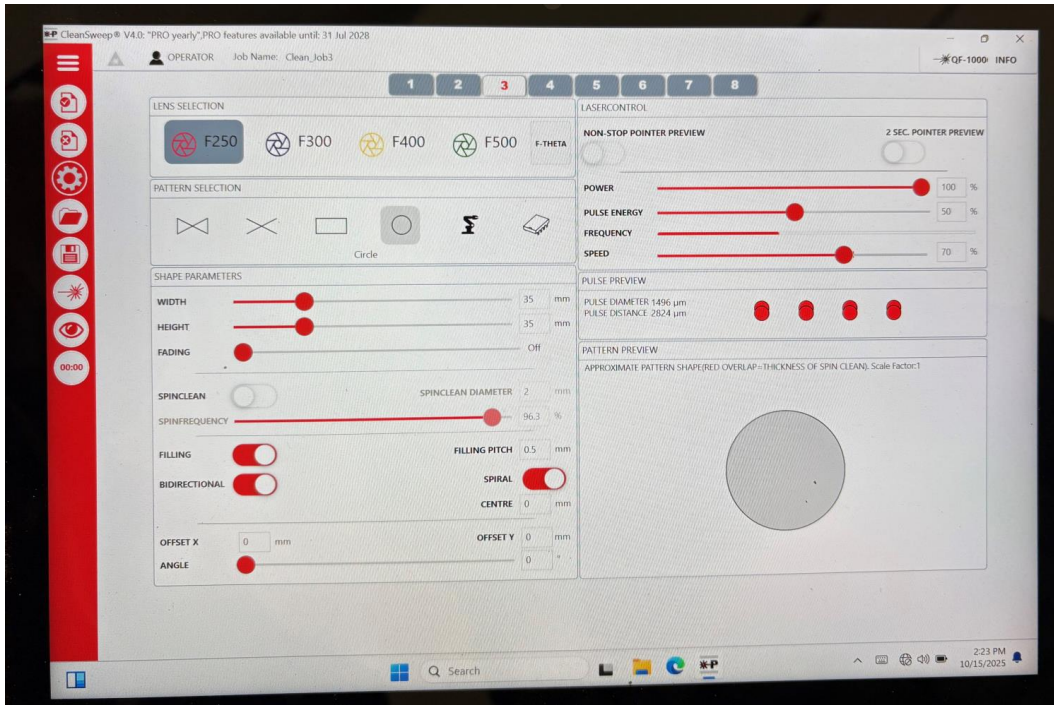 CleanSweep® V4.0: "PRO yearly",PRO features available until: 31 Jul 2028
OPERATOR Job Name: Clean_Job3
QF-1000 INFO
1 2 3 4 5 6 7 8
LENS SELECTION
F250 F300 F400 F500 F-THETA
PATTERN SELECTION
Circle
SHAPE PARAMETERS
WIDTH 35 mm
HEIGHT 35 mm
FADING Off
SPINCLEAN SPINCLEAN DIAMETER 2 mm
SPINFREQUENCY 96.3 %
FILLING FILLING PITCH 0.5 mm
BIDIRECTIONAL SPIRAL
CENTRE 0 mm
OFFSET X 0 mm OFFSET Y 0 mm
ANGLE 0 °
LASERCONTROL
NON-STOP POINTER PREVIEW 2 SEC. POINTER PREVIEW
POWER 100 %
PULSE ENERGY 50 %
FREQUENCY
SPEED 70 %
PULSE PREVIEW
PULSE DIAMETER 1496 µm
PULSE DISTANCE 2824 µm
PATTERN PREVIEW
APPROXIMATE PATTERN SHAPE(RED OVERLAP=THICKNESS OF SPIN CLEAN). Scale Factor:1
00:00
Search
P
2:23 PM
10/15/2025